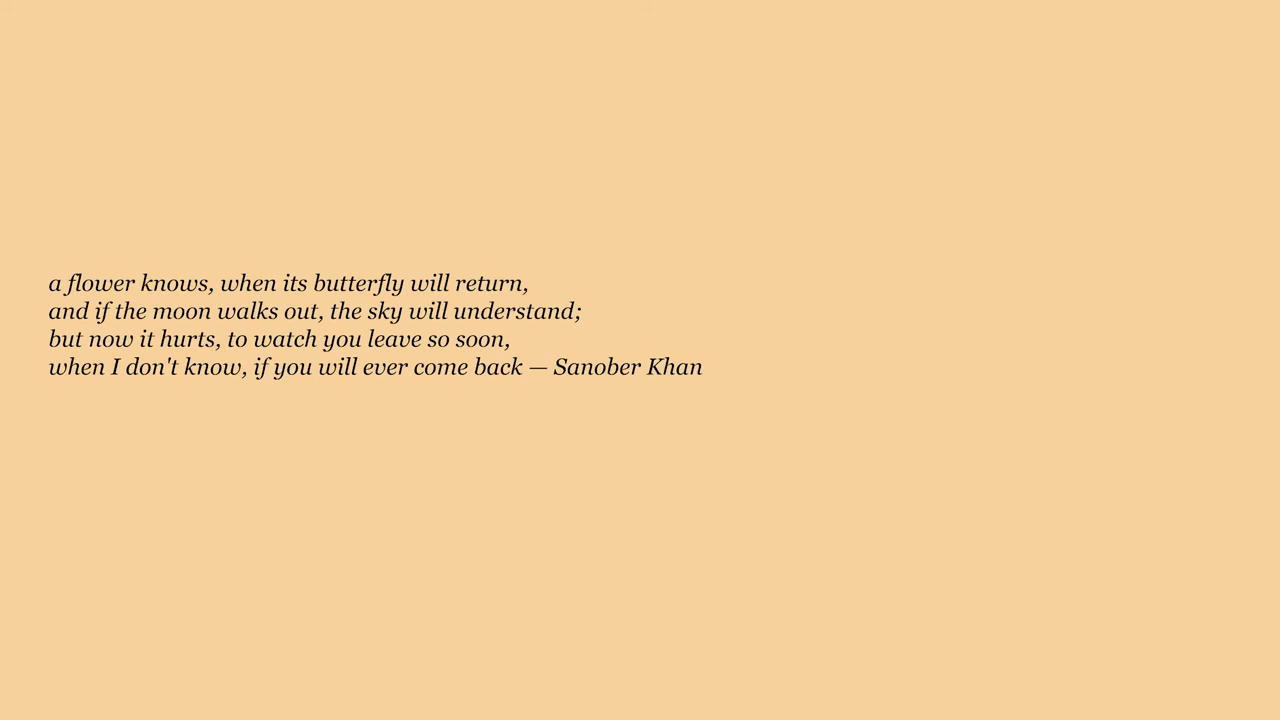 a flower knows, when its butterfly will return,
and if the moon walks out, the sky will understand;
but now it hurts, to watch you leave so soon,
when I don't know, if you will ever come back — Sanober Khan